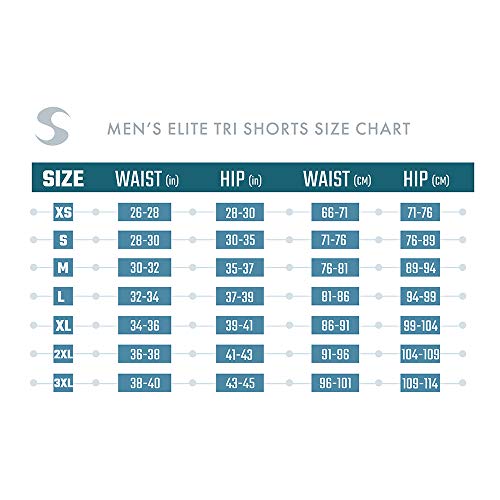 MEN'S ELITE TRI SHORTS SIZE CHART
SIZE WAIST (in) HIP (in) WAIST (CM) HIP (CM)
XS 26-28 28-30 66-71 71-76
S 28-30 30-35 71-76 76-89
M 30-32 35-37 76-81 89-94
L 32-34 37-39 81-86 94-99
XL 34-36 39-41 86-91 99-104
2XL 36-38 41-43 91-96 104-109
3XL 38-40 43-45 96-101 109-114